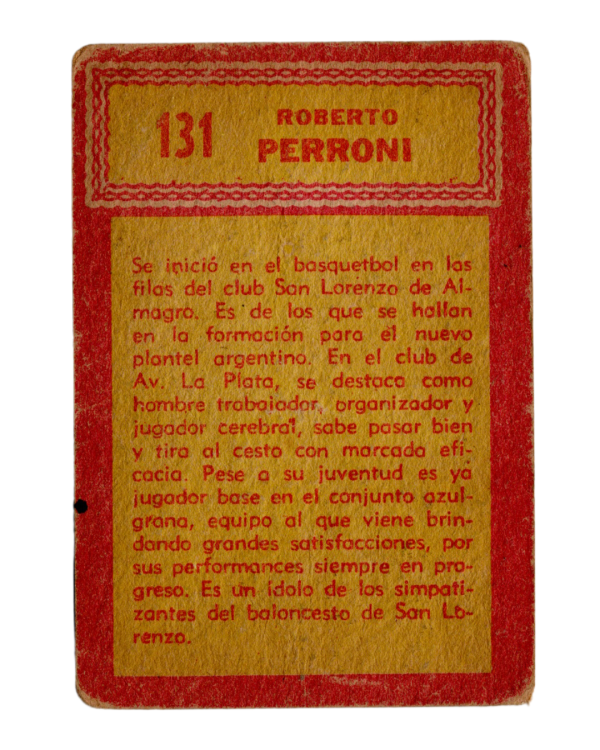 131
ROBERTO
PERRONI
Se inició en el basquetbol en las
filas del club San Lorenzo de Al-
magro. Es de los que se hallan
en la formación para el nuevo
plantel argentino. En el club de
Av. La Plata, se destaca como
hombre trabajador, organizador y
jugador cerebral, sabe pasar bien
y tira al cesto con marcada efi-
cacia. Pese a su juventud es ya
jugador base en el conjunto azul-
grana, equipo al que viene brin-
dando grandes satisfacciones, por
sus performances siempre en pro-
greso. Es un ídolo de los simpati-
zantes del baloncesto de San Lo-
renzo.